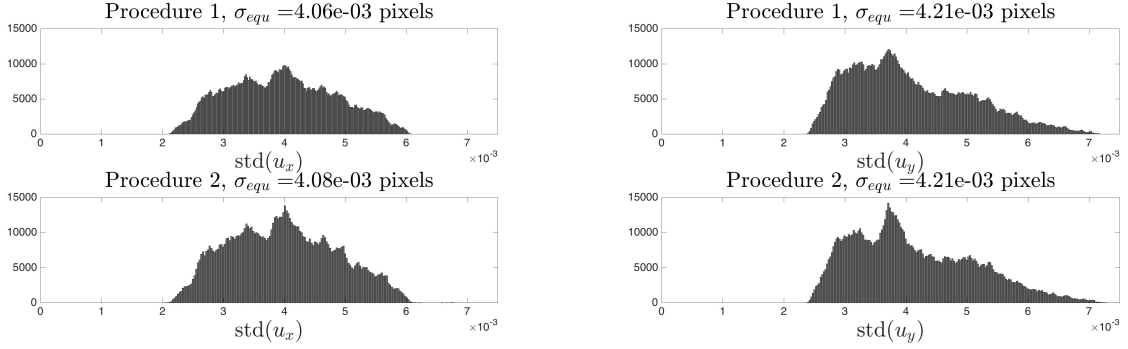 Procedure 1, σ_equ =4.06e-03 pixels
15000
10000
5000
0
0 1 2 3 4 5 6 7
×10^-3
std(u_x)
Procedure 1, σ_equ =4.21e-03 pixels
15000
10000
5000
0
0 1 2 3 4 5 6 7
×10^-3
std(u_y)
Procedure 2, σ_equ =4.08e-03 pixels
15000
10000
5000
0
0 1 2 3 4 5 6 7
×10^-3
std(u_x)
Procedure 2, σ_equ =4.21e-03 pixels
15000
10000
5000
0
0 1 2 3 4 5 6 7
×10^-3
std(u_y)